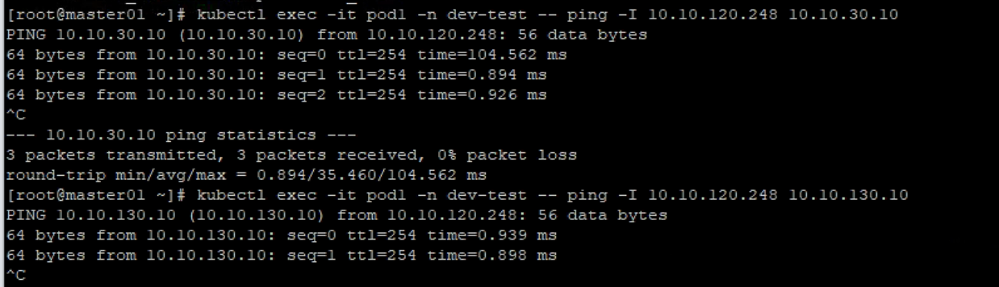 [root@master01 ~]# kubectl exec -it pod1 -n dev-test -- ping -I 10.10.120.248 10.10.30.10
PING 10.10.30.10 (10.10.30.10) from 10.10.120.248: 56 data bytes
64 bytes from 10.10.30.10: seq=0 ttl=254 time=104.562 ms
64 bytes from 10.10.30.10: seq=1 ttl=254 time=0.894 ms
64 bytes from 10.10.30.10: seq=2 ttl=254 time=0.926 ms
^C
--- 10.10.30.10 ping statistics ---
3 packets transmitted, 3 packets received, 0% packet loss
round-trip min/avg/max = 0.894/35.460/104.562 ms
[root@master01 ~]# kubectl exec -it pod1 -n dev-test -- ping -I 10.10.120.248 10.10.130.10
PING 10.10.130.10 (10.10.130.10) from 10.10.120.248: 56 data bytes
64 bytes from 10.10.130.10: seq=0 ttl=254 time=0.939 ms
64 bytes from 10.10.130.10: seq=1 ttl=254 time=0.898 ms
^C